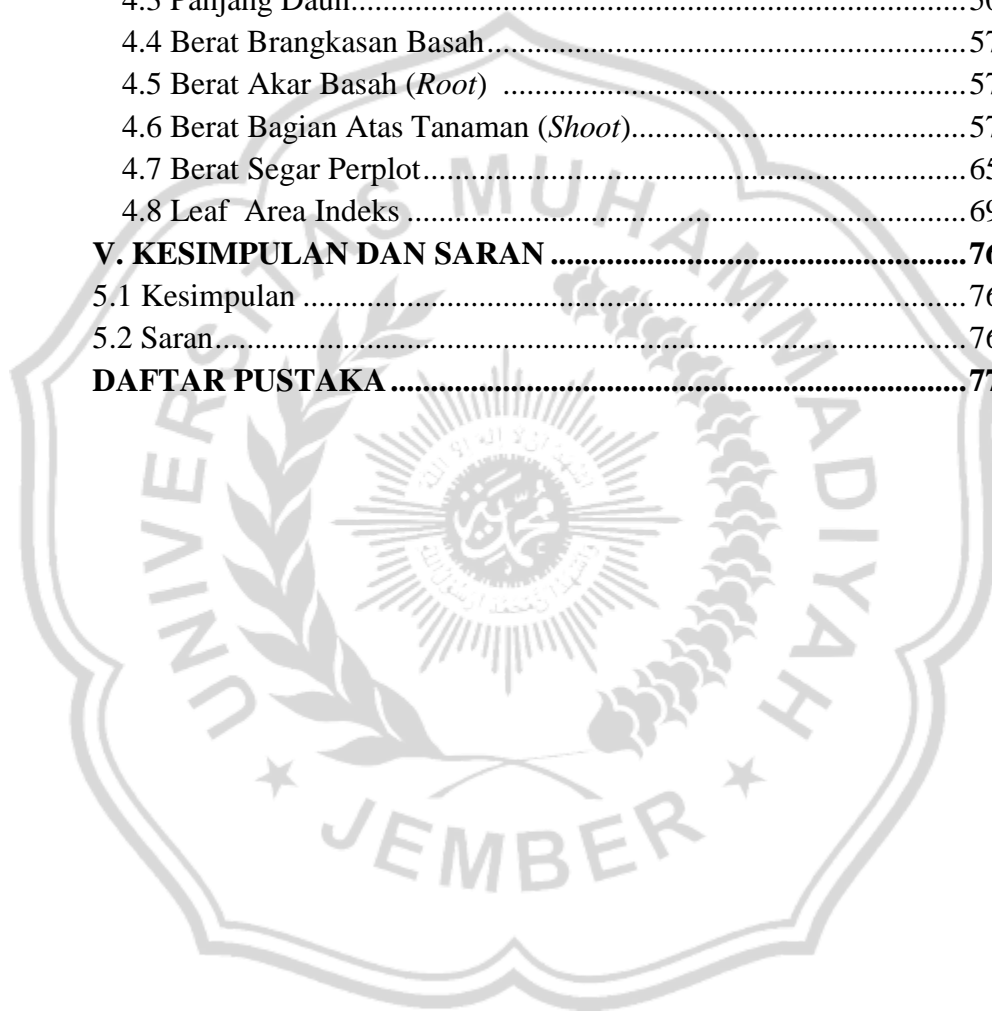 4.3 Panjang Daun
4.4 Berat Brangkasan Basah............57
4.5 Berat Akar Basah (Root) ............57
4.6 Berat Bagian Atas Tanaman (Shoot)............57
4.7 Berat Segar Perplot............65
4.8 Leaf Area Indeks ............69
V. KESIMPULAN DAN SARAN ............76
5.1 Kesimpulan ............76
5.2 Saran............76
DAFTAR PUSTAKA ............77
UNIVERSITAS MUHAMMADIYAH
JEMBER